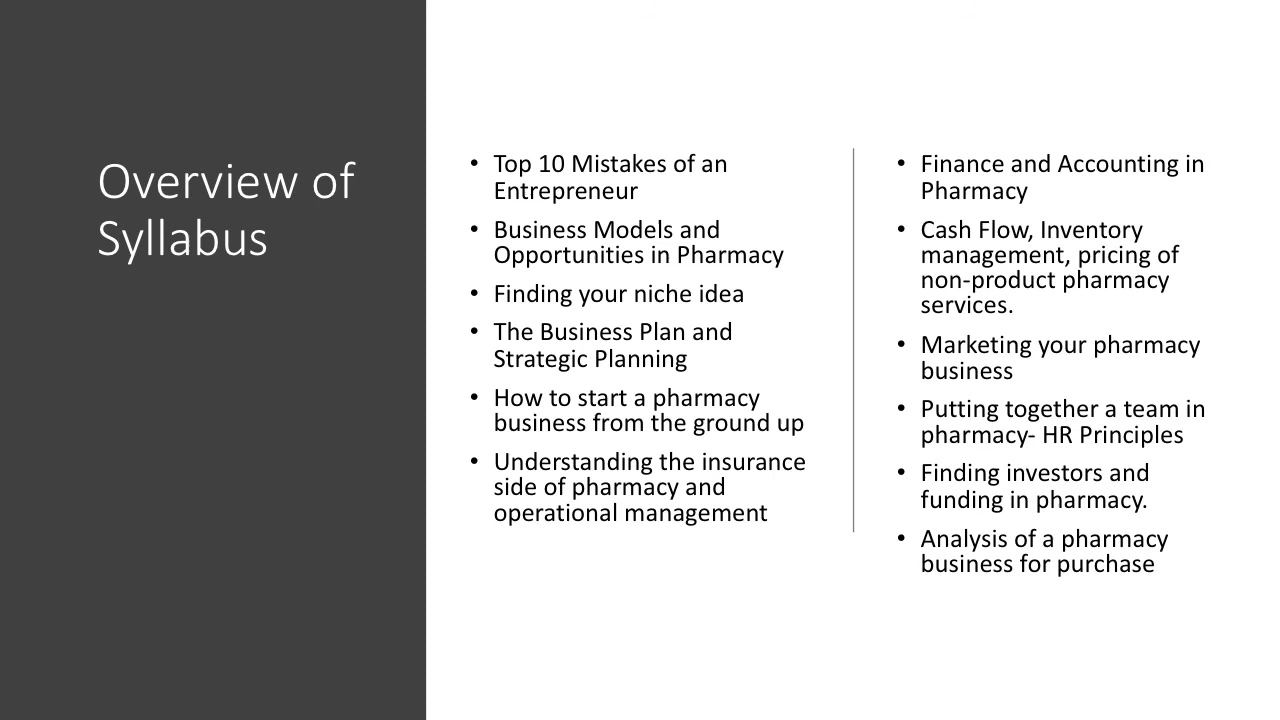 Overview of
Syllabus
• Top 10 Mistakes of an
Entrepreneur
• Business Models and
Opportunities in Pharmacy
• Finding your niche idea
• The Business Plan and
Strategic Planning
• How to start a pharmacy
business from the ground up
• Understanding the insurance
side of pharmacy and
operational management
• Finance and Accounting in
Pharmacy
• Cash Flow, Inventory
management, pricing of
non-product pharmacy
services.
• Marketing your pharmacy
business
• Putting together a team in
pharmacy- HR Principles
• Finding investors and
funding in pharmacy.
• Analysis of a pharmacy
business for purchase